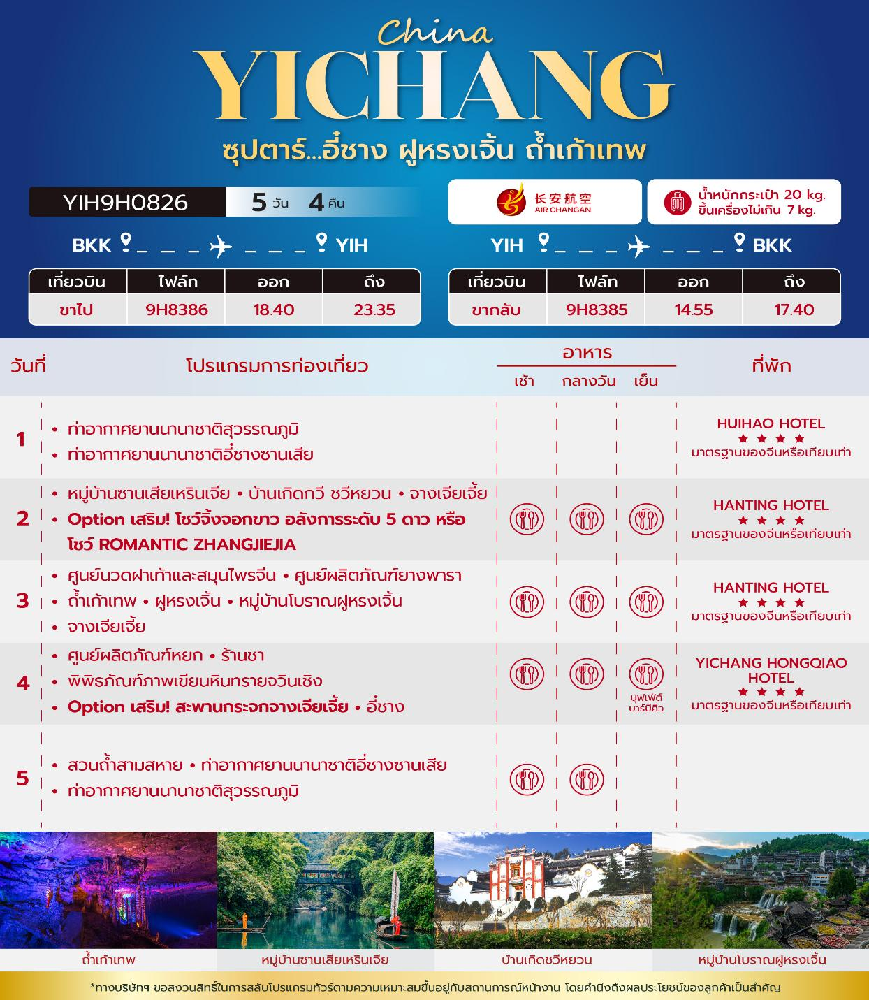 China
YICHANG
ซุปตาร์...อี๋ชาง ฝูหรงเจิ้น ถ้ำเก้าเทพ
YIH9H0826
5 วัน 4 คืน
长安航空
AIR CHANGAN
น้ำหนักกระเป๋า 20 kg.
ขึ้นเครื่องไม่เกิน 7 kg.
BKK YIH
YIH BKK
เที่ยวบิน ไฟล์ท ออก ถึง
ขาไป 9H8386 18.40 23.35
เที่ยวบิน ไฟล์ท ออก ถึง
ขากลับ 9H8385 14.55 17.40
วันที่ โปรแกรมการท่องเที่ยว อาหาร ที่พัก
เช้า กลางวัน เย็น
1
• ท่าอากาศยานนานาชาติสุวรรณภูมิ
• ท่าอากาศยานนานาชาติอี๋ชางซานเสีย
HUIHAO HOTEL
มาตรฐานของจีนหรือเทียบเท่า
2
• หมู่บ้านซานเสียเหรินเจีย • บ้านเกิดกวี ชวีหยวน • จางเจียเจี้ย
• Option เสริม! โชว์จิ้งจอกขาว อลังการระดับ 5 ดาว หรือ
โชว์ ROMANTIC ZHANGJIEJIA
HANTING HOTEL
มาตรฐานของจีนหรือเทียบเท่า
3
• ศูนย์นวดฝาเท้าและสมุนไพรจีน • ศูนย์ผลิตภัณฑ์ยางพารา
• ถ้ำเก้าเทพ • ฝูหรงเจิ้น • หมู่บ้านโบราณฝูหรงเจิ้น
• จางเจียเจี้ย
HANTING HOTEL
มาตรฐานของจีนหรือเทียบเท่า
4
• ศูนย์ผลิตภัณฑ์หยก • ร้านชา
• พิพิธภัณฑ์ภาพเขียนหินทรายจวินเชิง
• Option เสริม! สะพานกระจกจางเจียเจี้ย • อี๋ชาง
บุฟเฟ่ต์
บาร์บีคิว
YICHANG HONGQIAO
HOTEL
มาตรฐานของจีนหรือเทียบเท่า
5
• สวนถ้ำสามสหาย • ท่าอากาศยานนานาชาติอี๋ชางซานเสีย
• ท่าอากาศยานนานาชาติสุวรรณภูมิ
ถ้ำเก้าเทพ
หมู่บ้านซานเสียเหรินเจีย
บ้านเกิดชวีหยวน
หมู่บ้านโบราณฝูหรงเจิ้น
*ทางบริษัทฯ ขอสงวนสิทธิ์ในการสลับโปรแกรมทัวร์ตามความเหมาะสมขึ้นอยู่กับสถานการณ์หน้างาน โดยคำนึงถึงผลประโยชน์ของลูกค้าเป็นสำคัญ